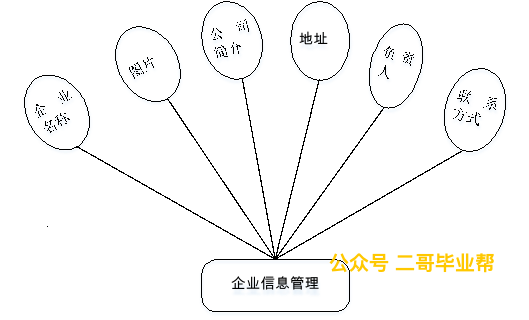 企业
名称
图片
公司
简介
地址
负责
人
联系
方式
公众号 二哥毕业帮
企业信息管理